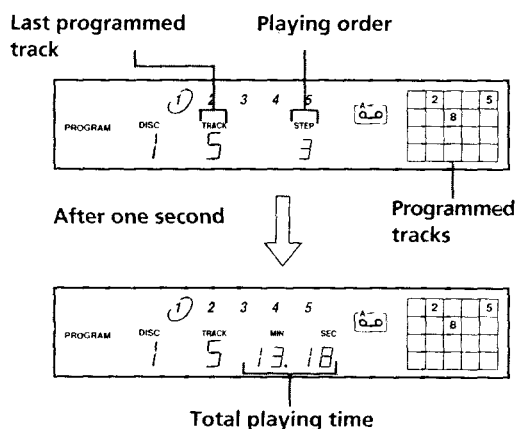 Last programmed track
Playing order
1 2 3 4 5
A
2 5
8
PROGRAM DISC TRACK STEP
1 5 3
After one second
Programmed tracks
1 2 3 4 5
A
2 5
8
PROGRAM DISC TRACK MIN SEC
1 5 13.18
Total playing time